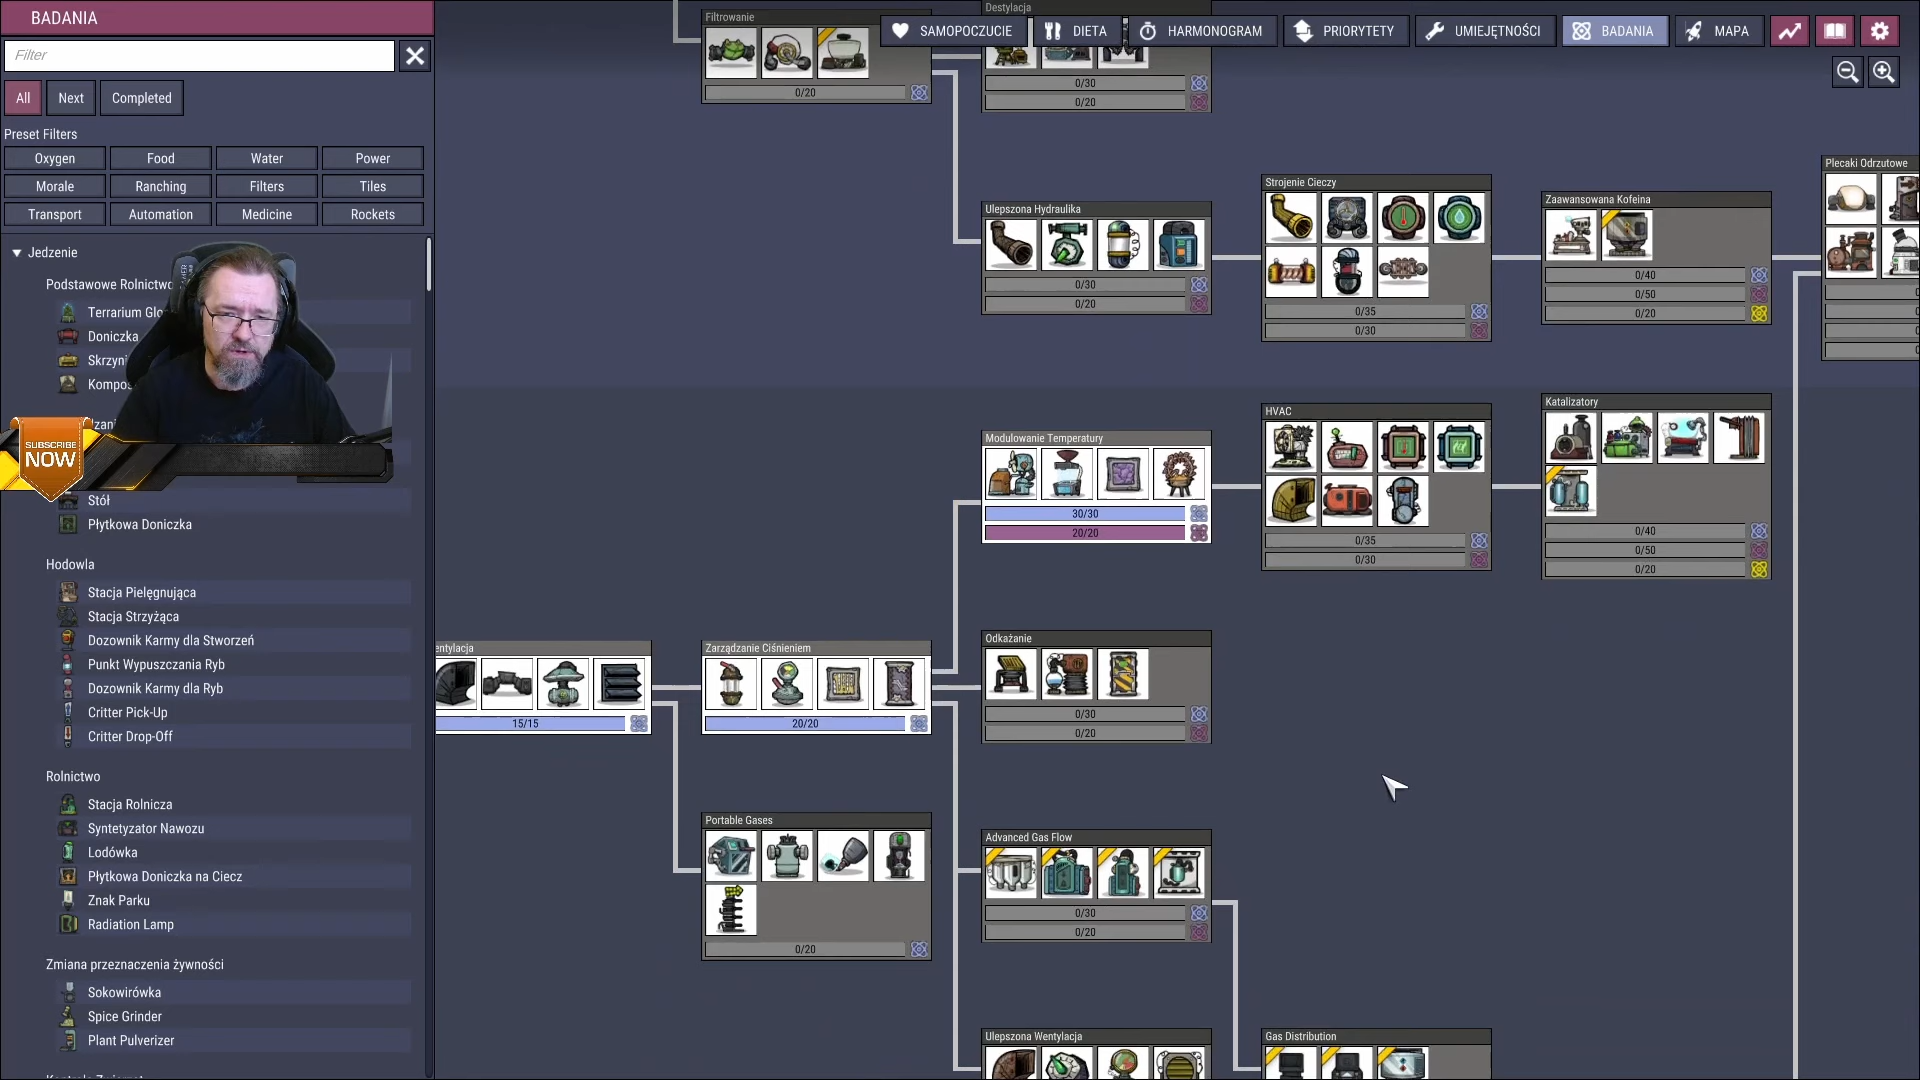 BADANIA
Filter
All
Next
Completed
Preset Filters
Oxygen
Food
Water
Power
Morale
Ranching
Filters
Tiles
Transport
Automation
Medicine
Rockets
Jedzenie
Podstawowe Rolnictwo
Terrarium Glo
Doniczka
Skrzyni
Kompos
zani
SUBSCRIBE
NOW
Stół
Płytkowa Doniczka
Hodowla
Stacja Pielęgnująca
Stacja Strzyżąca
Dozownik Karmy dla Stworzeń
Punkt Wypuszczania Ryb
Dozownik Karmy dla Ryb
Critter Pick-Up
Critter Drop-Off
Rolnictwo
Stacja Rolnicza
Syntetyzator Nawozu
Lodówka
Płytkowa Doniczka na Ciecz
Znak Parku
Radiation Lamp
Zmiana przeznaczenia żywności
Sokowirówka
Spice Grinder
Plant Pulverizer
SAMOPOCZUCIE
DIETA
HARMONOGRAM
PRIORYTETY
UMIEJĘTNOŚCI
BADANIA
MAPA
Filtrowanie
0/20
Destylacja
0/30
0/20
Ulepszona Hydraulika
0/30
0/20
Strojenie Cieczy
0/35
0/30
Zaawansowana Kofeina
0/40
0/50
0/20
Plecaki Odrzutowe
Modulowanie Temperatury
30/30
20/20
HVAC
0/35
0/30
Katalizatory
0/40
0/50
0/20
entylacja
15/15
Zarządzanie Ciśnieniem
20/20
Odkażanie
0/30
0/20
Portable Gases
0/20
Advanced Gas Flow
0/30
0/20
Ulepszona Wentylacja
Gas Distribution